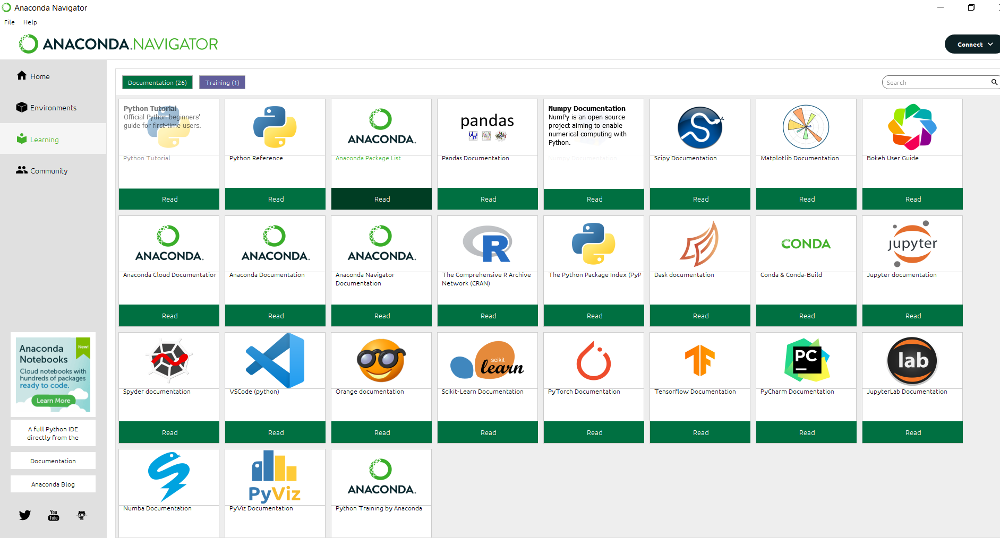 Anaconda Navigator
File Help
ANACONDA.NAVIGATOR
Connect
Home
Environments
Learning
Community
Documentation (26) Training (1)
Search
Python Tutorial
Official Python beginners'
guide for first-time users.
Python Tutorial
Read
Python Reference
Read
ANACONDA.
Anaconda Package List
Read
pandas
Pandas Documentation
Read
Numpy Documentation
NumPy is an open source
project aiming to enable
numerical computing with
Python.
Numpy Documentation
Read
Scipy Documentation
Read
Matplotlib Documentation
Read
Bokeh User Guide
Read
ANACONDA.
Anaconda Cloud Documentation
Read
ANACONDA.
Anaconda Documentation
Read
ANACONDA.
Anaconda Navigator
Documentation
Read
R
The Comprehensive R Archive
Network (CRAN)
Read
The Python Package Index (PyP
Read
Dask documentation
Read
CONDA
Conda & Conda-Build
Read
jupyter
Jupyter documentation
Read
Spyder documentation
Read
VSCode (python)
Read
Orange documentation
Read
scikit
learn
Scikit-Learn Documentation
Read
PyTorch Documentation
Read
TF
Tensorflow Documentation
Read
PC
PyCharm Documentation
Read
lab
JupyterLab Documentation
Read
Numba Documentation
PyViz
PyViz Documentation
ANACONDA.
Python Training by Anaconda
Anaconda
Notebooks
New!
Cloud notebooks with
hundreds of packages
ready to code.
Learn More
A full Python IDE
directly from the
Documentation
Anaconda Blog
You
Tube